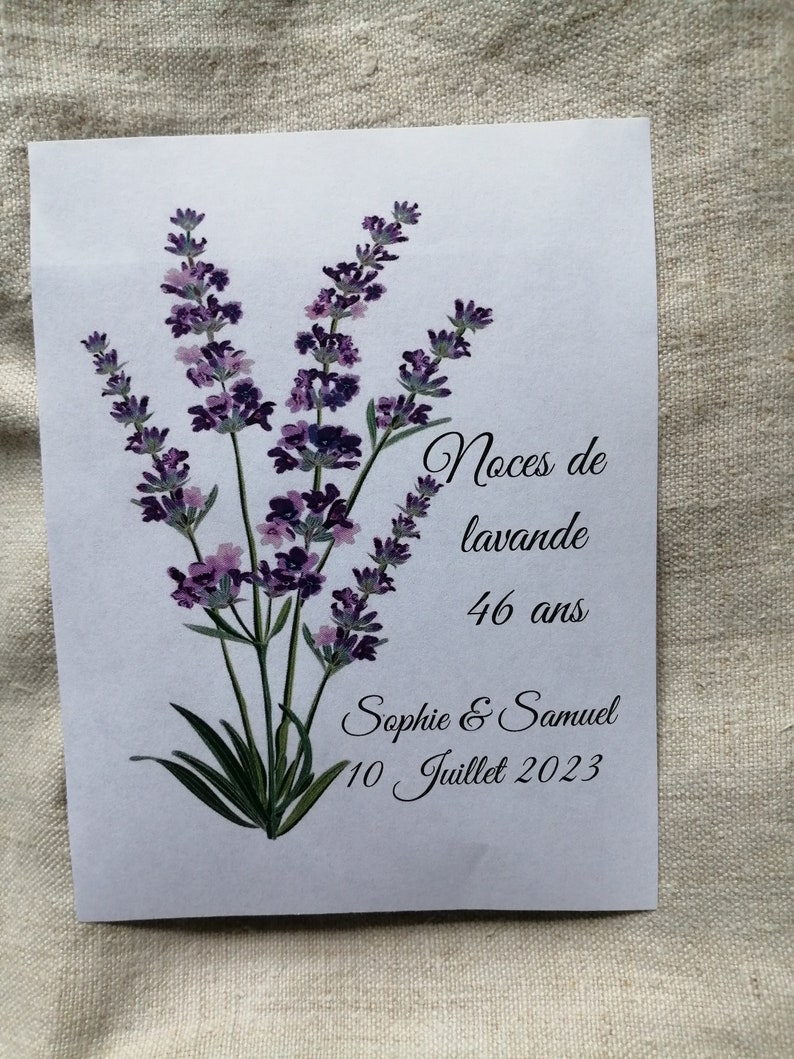 Noces de
lavande
46 ans
Sophie & Samuel
10 Juillet 2023